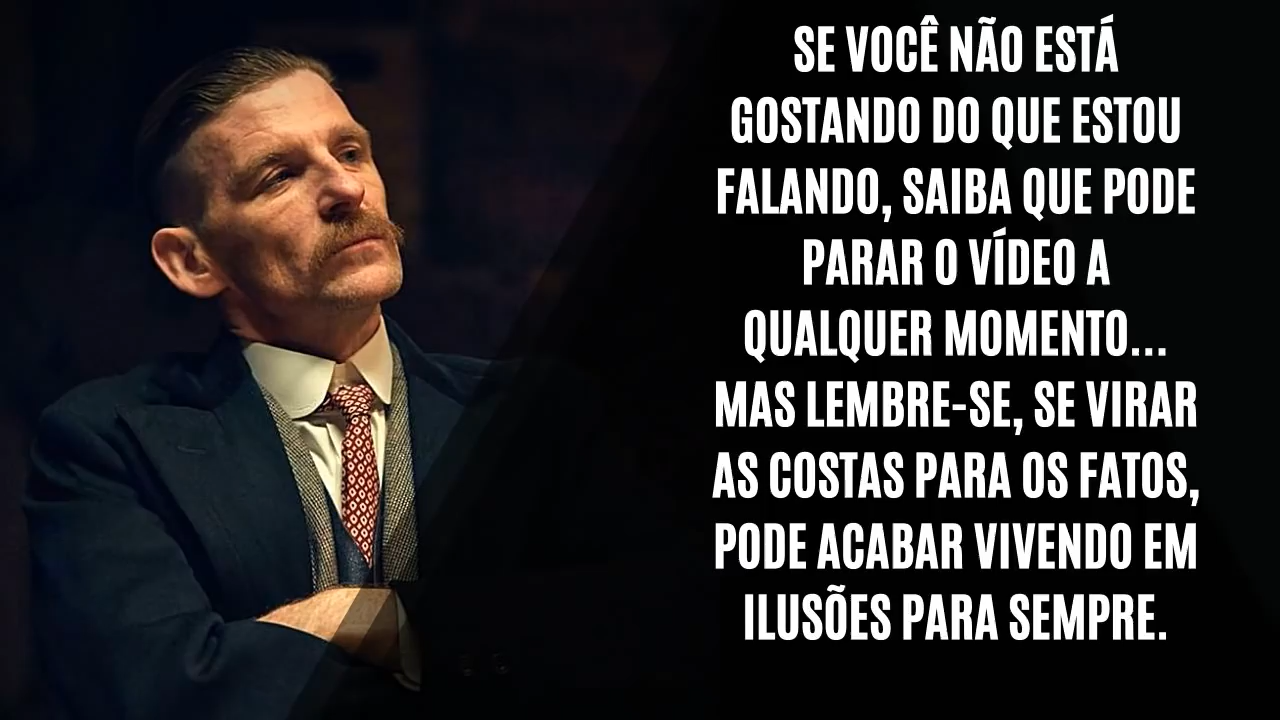 SE VOCÊ NÃO ESTÁ
GOSTANDO DO QUE ESTOU
FALANDO, SAIBA QUE PODE
PARAR O VÍDEO A
QUALQUER MOMENTO...
MAS LEMBRE-SE, SE VIRAR
AS COSTAS PARA OS FATOS,
PODE ACABAR VIVENDO EM
ILUSÕES PARA SEMPRE.